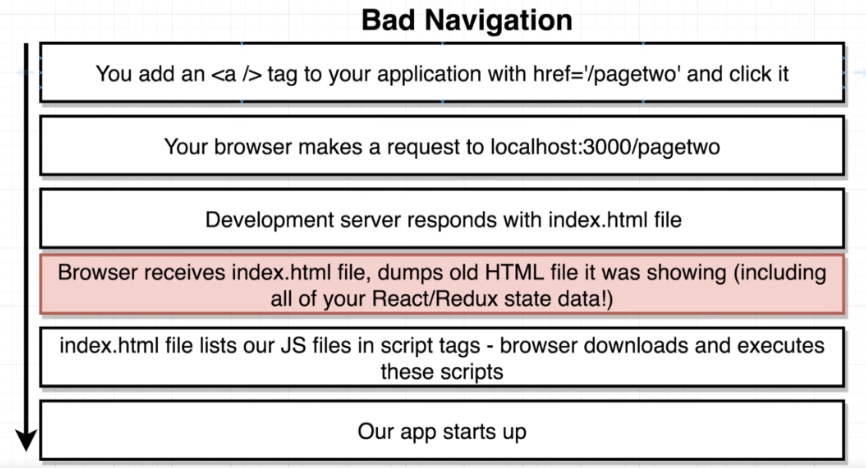 Bad Navigation
You add an <a /> tag to your application with href='/pagetwo' and click it
Your browser makes a request to localhost:3000/pagetwo
Development server responds with index.html file
Browser receives index.html file, dumps old HTML file it was showing (including
all of your React/Redux state data!)
index.html file lists our JS files in script tags - browser downloads and executes
these scripts
Our app starts up